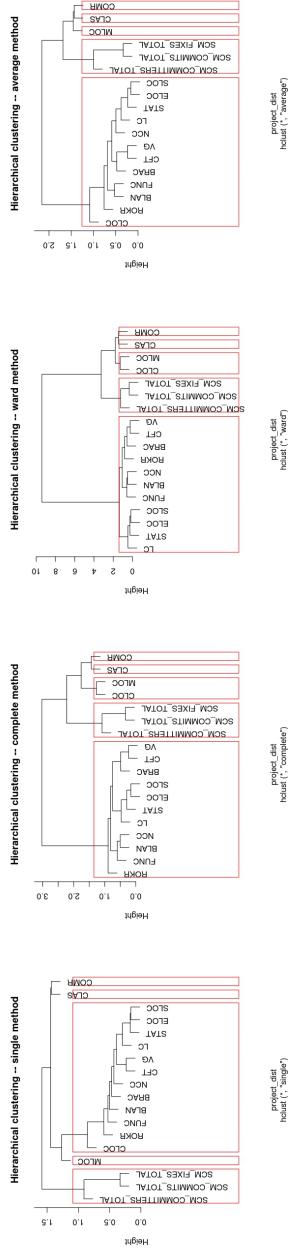 Hierarchical clustering -- single method
Height
0.0 0.5 1.0 1.5
SCM_COMMITTERS_TOTAL
SCM_COMMITS_TOTAL
SCM_FIXES_TOTAL
MLOC
CLOC
ROKR
FUNC
BLAN
BRAC
NCC
CFT
VG
LC
STAT
ELOC
SLOC
CLAS
COMR
project_dist
hclust (*, "single")
Hierarchical clustering -- complete method
Height
0.0 1.0 2.0 3.0
ROKR
FUNC
BLAN
NCC
LC
STAT
ELOC
SLOC
BRAC
CFT
VG
SCM_COMMITTERS_TOTAL
SCM_COMMITS_TOTAL
SCM_FIXES_TOTAL
CLOC
MLOC
CLAS
COMR
project_dist
hclust (*, "complete")
Hierarchical clustering -- ward method
Height
0 2 4 6 8 10
LC
STAT
ELOC
SLOC
FUNC
BLAN
NCC
ROKR
BRAC
CFT
VG
SCM_COMMITTERS_TOTAL
SCM_COMMITS_TOTAL
SCM_FIXES_TOTAL
CLOC
MLOC
CLAS
COMR
project_dist
hclust (*, "ward")
Hierarchical clustering -- average method
Height
0.0 0.5 1.0 1.5 2.0
CLOC
ROKR
BLAN
FUNC
BRAC
CFT
VG
NCC
LC
STAT
ELOC
SLOC
SCM_COMMITTERS_TOTAL
SCM_COMMITS_TOTAL
SCM_FIXES_TOTAL
MLOC
CLAS
COMR
project_dist
hclust (*, "average")